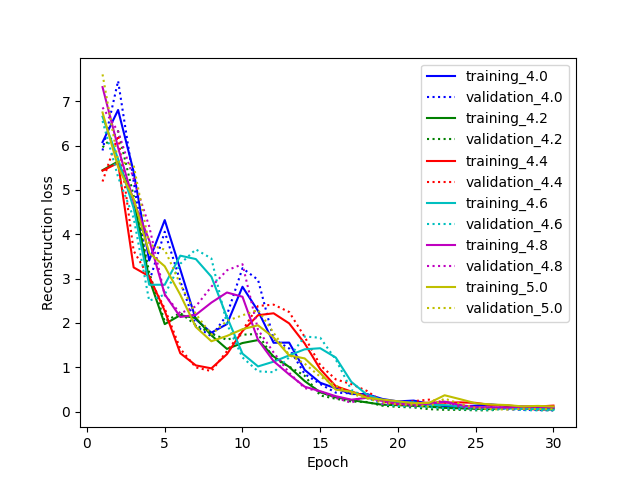 training_4.0
validation_4.0
training_4.2
validation_4.2
training_4.4
validation_4.4
training_4.6
validation_4.6
training_4.8
validation_4.8
training_5.0
validation_5.0
Reconstruction loss
7
6
5
4
3
2
1
0
0 5 10 15 20 25 30
Epoch